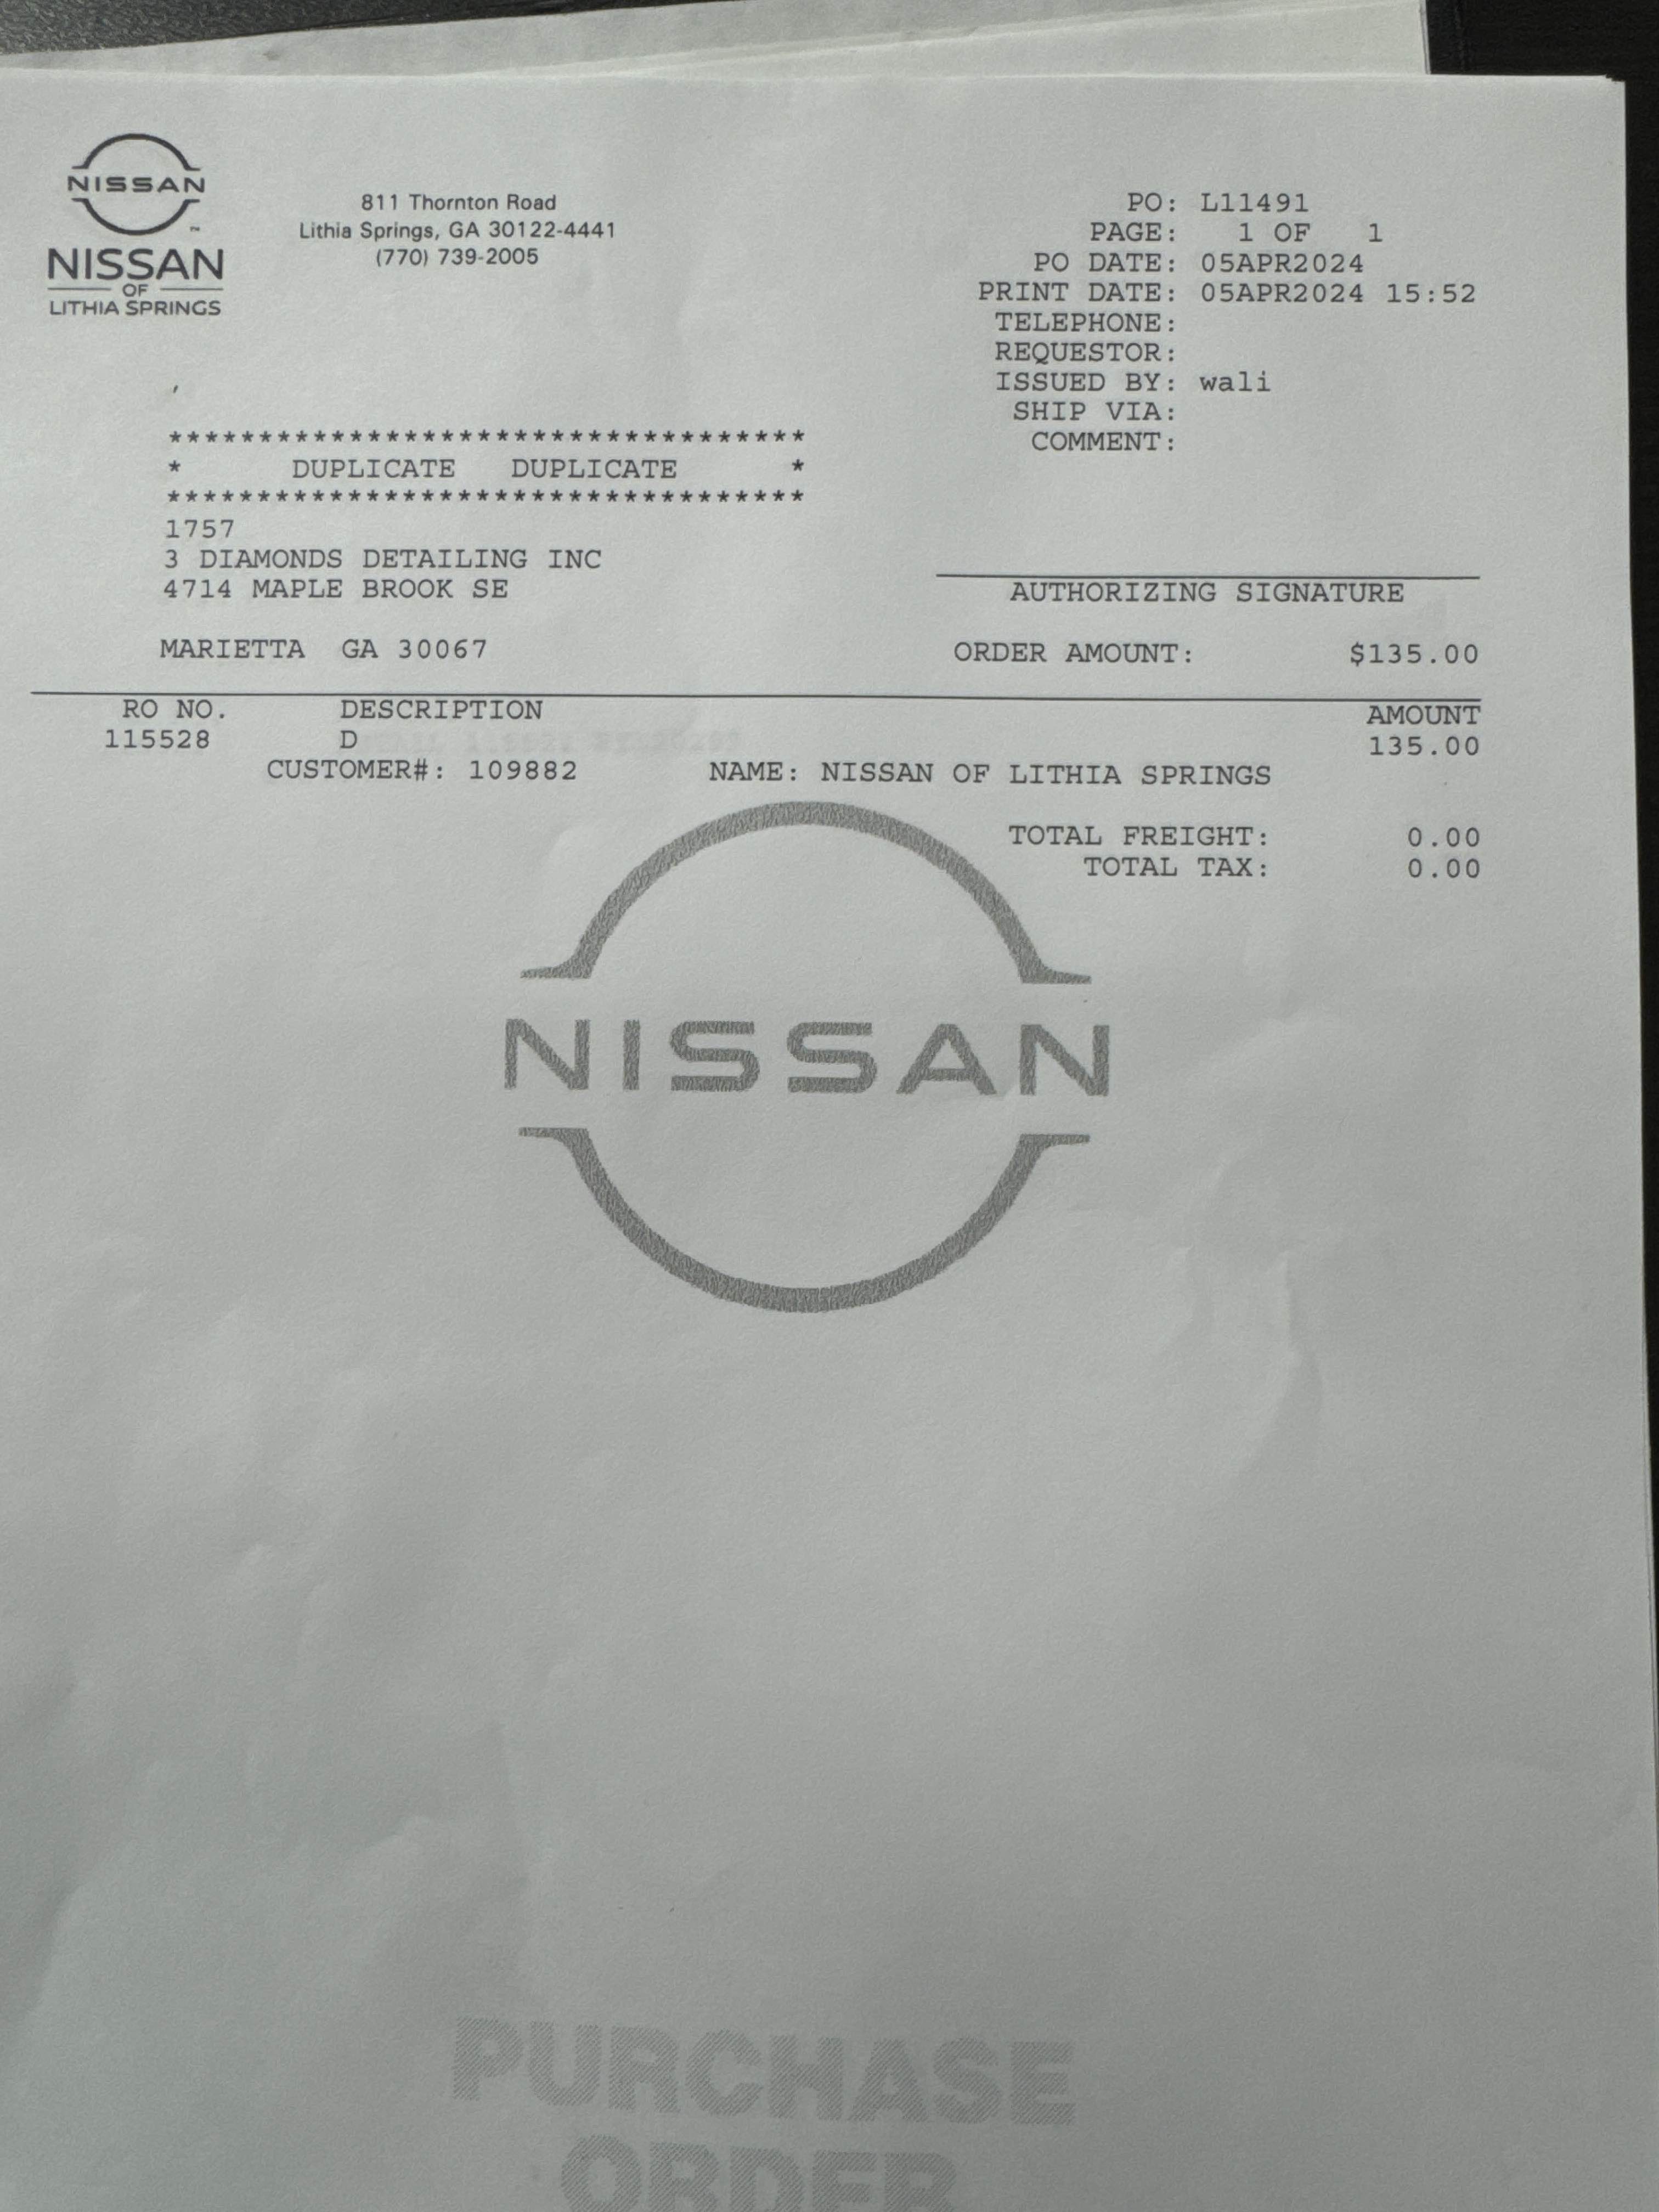 NISSAN
NISSAN
OF
LITHIA SPRINGS
811 Thornton Road
Lithia Springs, GA 30122-4441
(770) 739-2005
PO: L11491
PAGE: 1 OF 1
PO DATE: 05APR2024
PRINT DATE: 05APR2024 15:52
TELEPHONE:
REQUESTOR:
ISSUED BY: wali
SHIP VIA:
COMMENT:
***********************************
* DUPLICATE DUPLICATE *
***********************************
1757
3 DIAMONDS DETAILING INC
4714 MAPLE BROOK SE
MARIETTA GA 30067
AUTHORIZING SIGNATURE
ORDER AMOUNT: $135.00
RO NO. DESCRIPTION AMOUNT
115528 D 135.00
CUSTOMER#: 109882 NAME: NISSAN OF LITHIA SPRINGS
TOTAL FREIGHT: 0.00
TOTAL TAX: 0.00
NISSAN
PURCHASE
ORDER